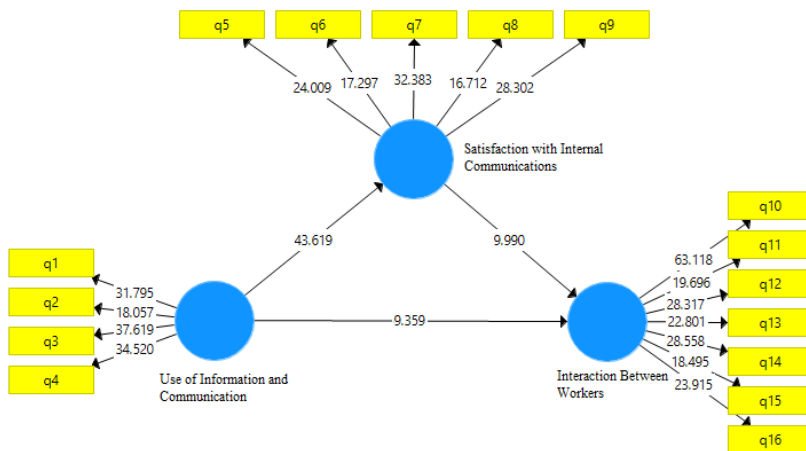 q5
q6
q7
q8
q9
24.009
17.297
32.383
16.712
28.302
Satisfaction with Internal
Communications
43.619
9.990
q1
q2
q3
q4
31.795
18.057
37.619
34.520
9.359
Use of Information and
Communication
Interaction Between
Workers
63.118
19.696
28.317
22.801
28.558
18.495
23.915
q10
q11
q12
q13
q14
q15
q16